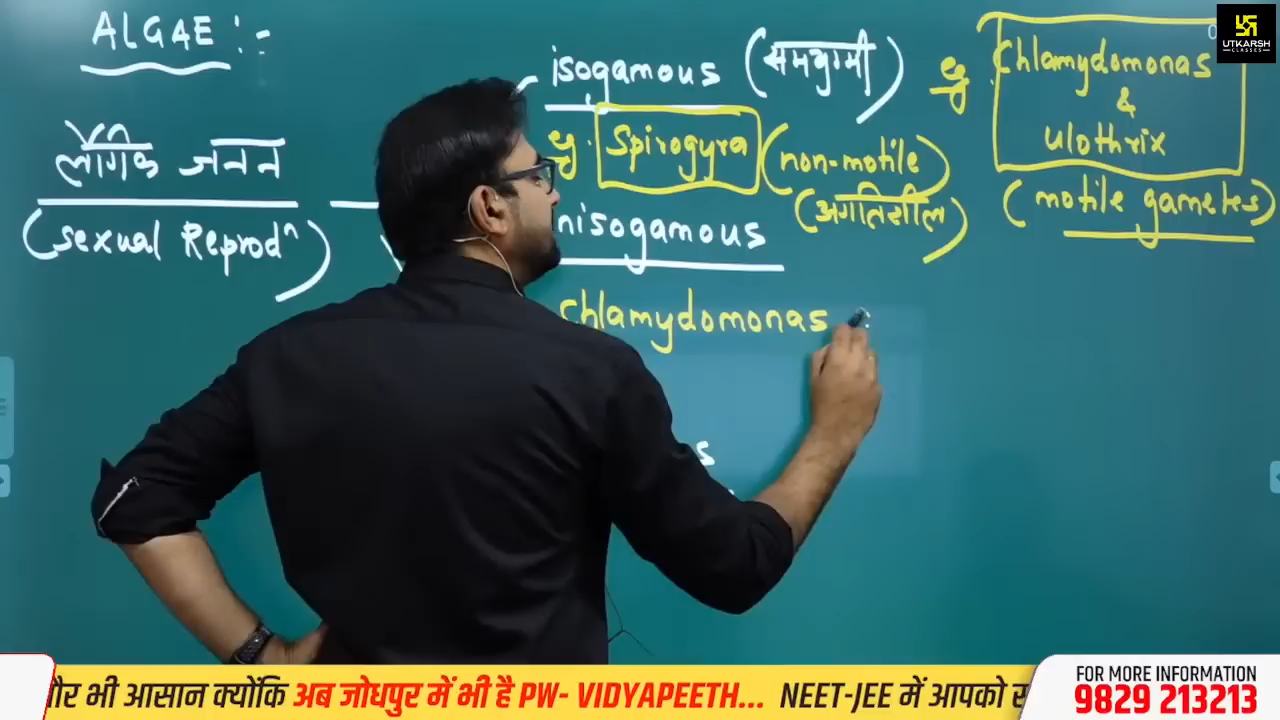 ALGAE :-
लैंगिक जनन
(sexual Reprodⁿ)
isogamous (समयुग्मी)
eg. Spirogyra (non-motile)
(अगतिशील)
eg. Chlamydomonas
&
Ulothrix
(motile gametes)
nisogamous
Chlamydomonas
s
UTKARSH
CLASSES
और भी आसान क्योंकि अब जोधपुर में भी है PW- VIDYAPEETH... NEET-JEE में आपको
FOR MORE INFORMATION
9829 213213